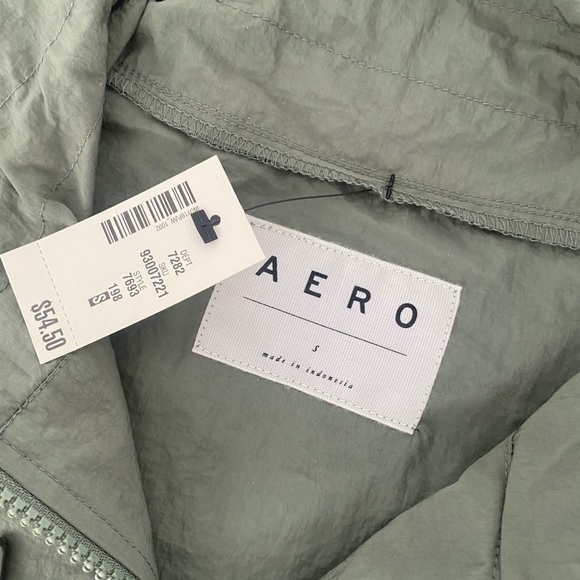 AERO
S
made in indonesia
DEPT
7282
SKU
93007221
STYLE
7693
198
S
$54.50